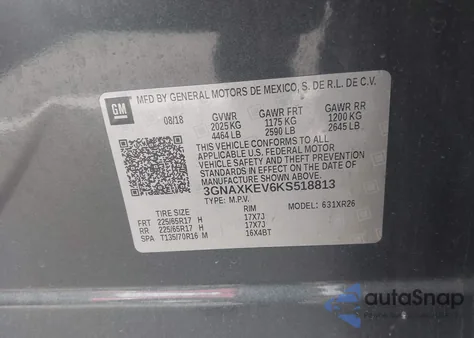 MFD BY GENERAL MOTORS DE MEXICO, S. DE R.L. DE C.V.
GM
08/18 GVWR GAWR FRT GAWR RR
2025 KG 1175 KG 1200 KG
4464 LB 2590 LB 2645 LB
THIS VEHICLE CONFORMS TO ALL
APPLICABLE U.S. FEDERAL MOTOR
VEHICLE SAFETY, BUMPER, AND THEFT
PREVENTION STANDARDS IN EFFECT ON
THE DATE OF MANUFACTURE SHOWN ABOVE.
3GNAXKEV6KS518813
TYPE: M.P.V. MODEL: 631XR26
TIRE SIZE RIM
FRT 225/65R17 H 17X7J
RR 225/65R17 H 17X7J
SPA T135/70R16 M 16X4BT
autoSnap